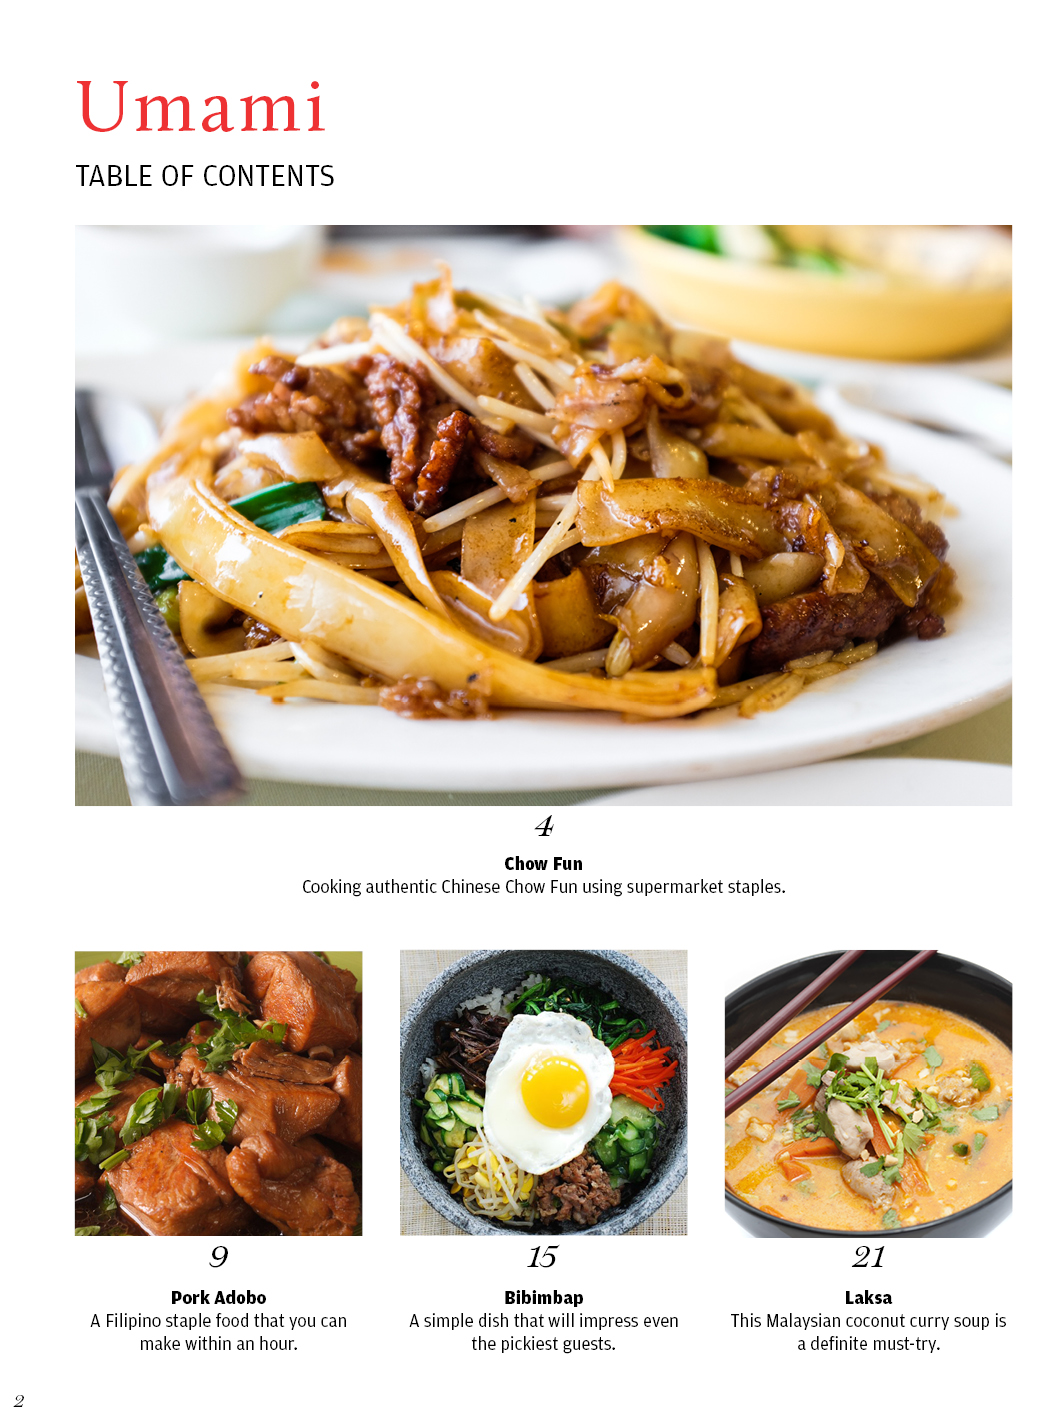 Umami
TABLE OF CONTENTS
4
Chow Fun
Cooking authentic Chinese Chow Fun using supermarket staples.
9
Pork Adobo
A Filipino staple food that you can
make within an hour.
15
Bibimbap
A simple dish that will impress even
the pickiest guests.
21
Laksa
This Malaysian coconut curry soup is
a definite must-try.
2